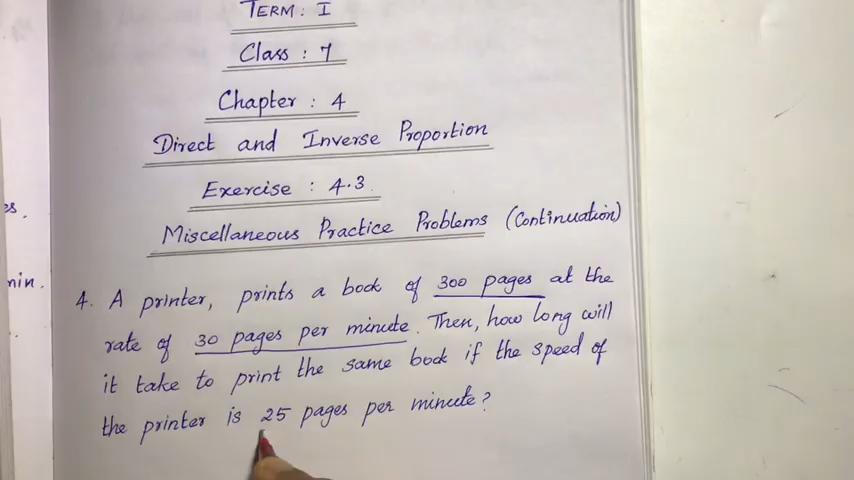 TERM : I
Class : 7
Chapter : 4
Direct and Inverse Proportion
Exercise : 4.3
Miscellaneous Practice Problems (Continuation)
4. A printer, prints a book of 300 pages at the
rate of 30 pages per minute. Then, how long will
it take to print the same book if the speed of
the printer is 25 pages per minute?
es.
min.